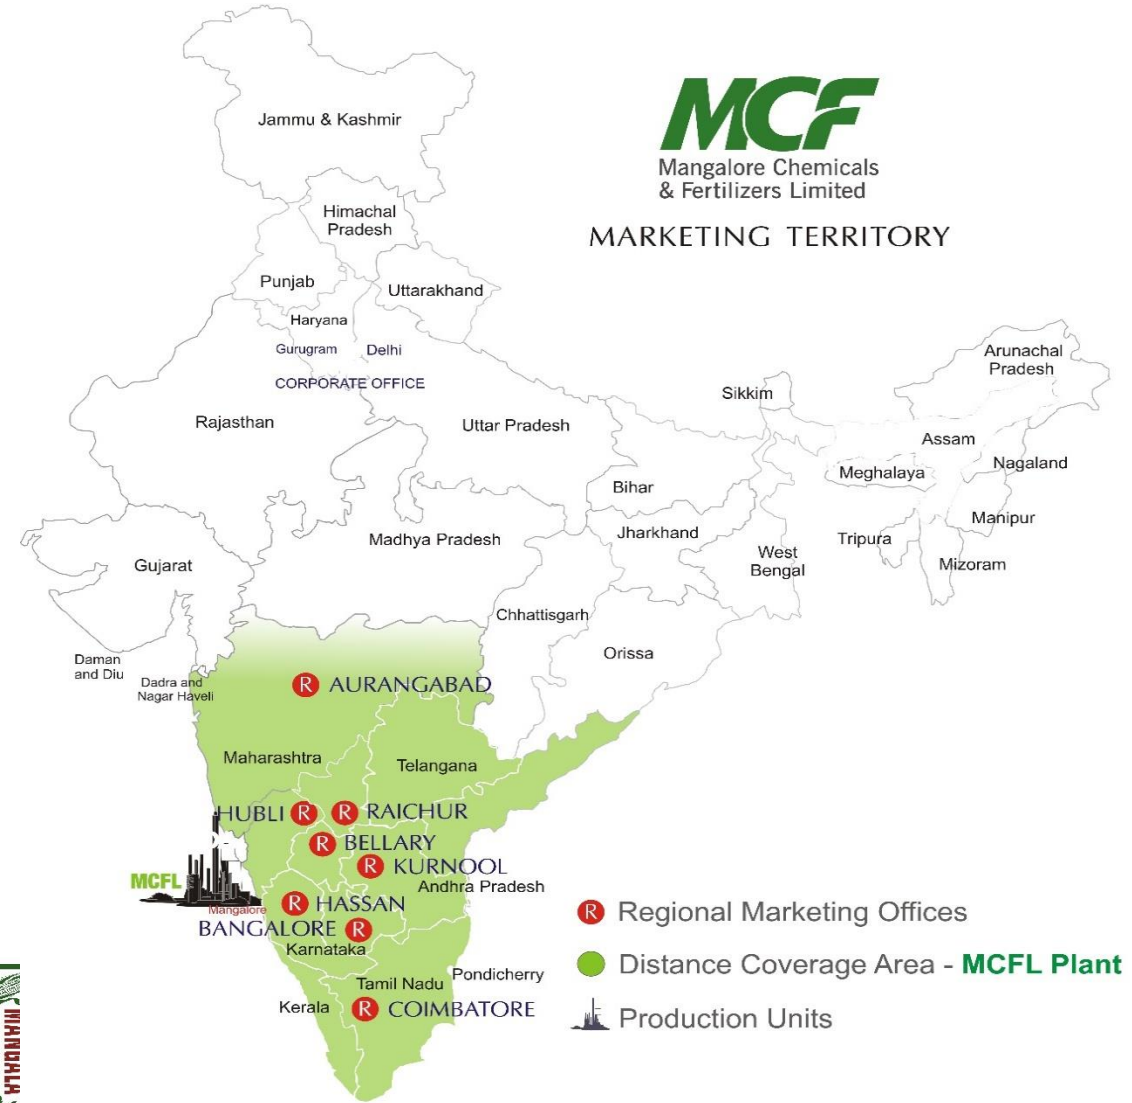 MCF
Mangalore Chemicals
& Fertilizers Limited
MARKETING TERRITORY
Jammu & Kashmir
Himachal
Pradesh
Punjab
Uttarakhand
Haryana
Gurugram
Delhi
CORPORATE OFFICE
Rajasthan
Uttar Pradesh
Sikkim
Arunachal
Pradesh
Assam
Nagaland
Meghalaya
Bihar
Manipur
Jharkhand
Tripura
Madhya Pradesh
West
Bengal
Mizoram
Gujarat
Chhattisgarh
Orissa
Daman
and Diu
Dadra and
Nagar Haveli
R AURANGABAD
Maharashtra
Telangana
HUBLI R
R RAICHUR
R BELLARY
R KURNOOL
Andhra Pradesh
MCFL
Mangalore
R HASSAN
BANGALORE R
Karnataka
Pondicherry
Tamil Nadu
Kerala
R COIMBATORE
R Regional Marketing Offices
Distance Coverage Area - MCFL Plant
Production Units
MANGALA